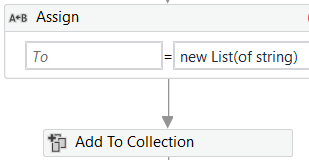 A+B Assign
To = new List(of string)
Add To Collection